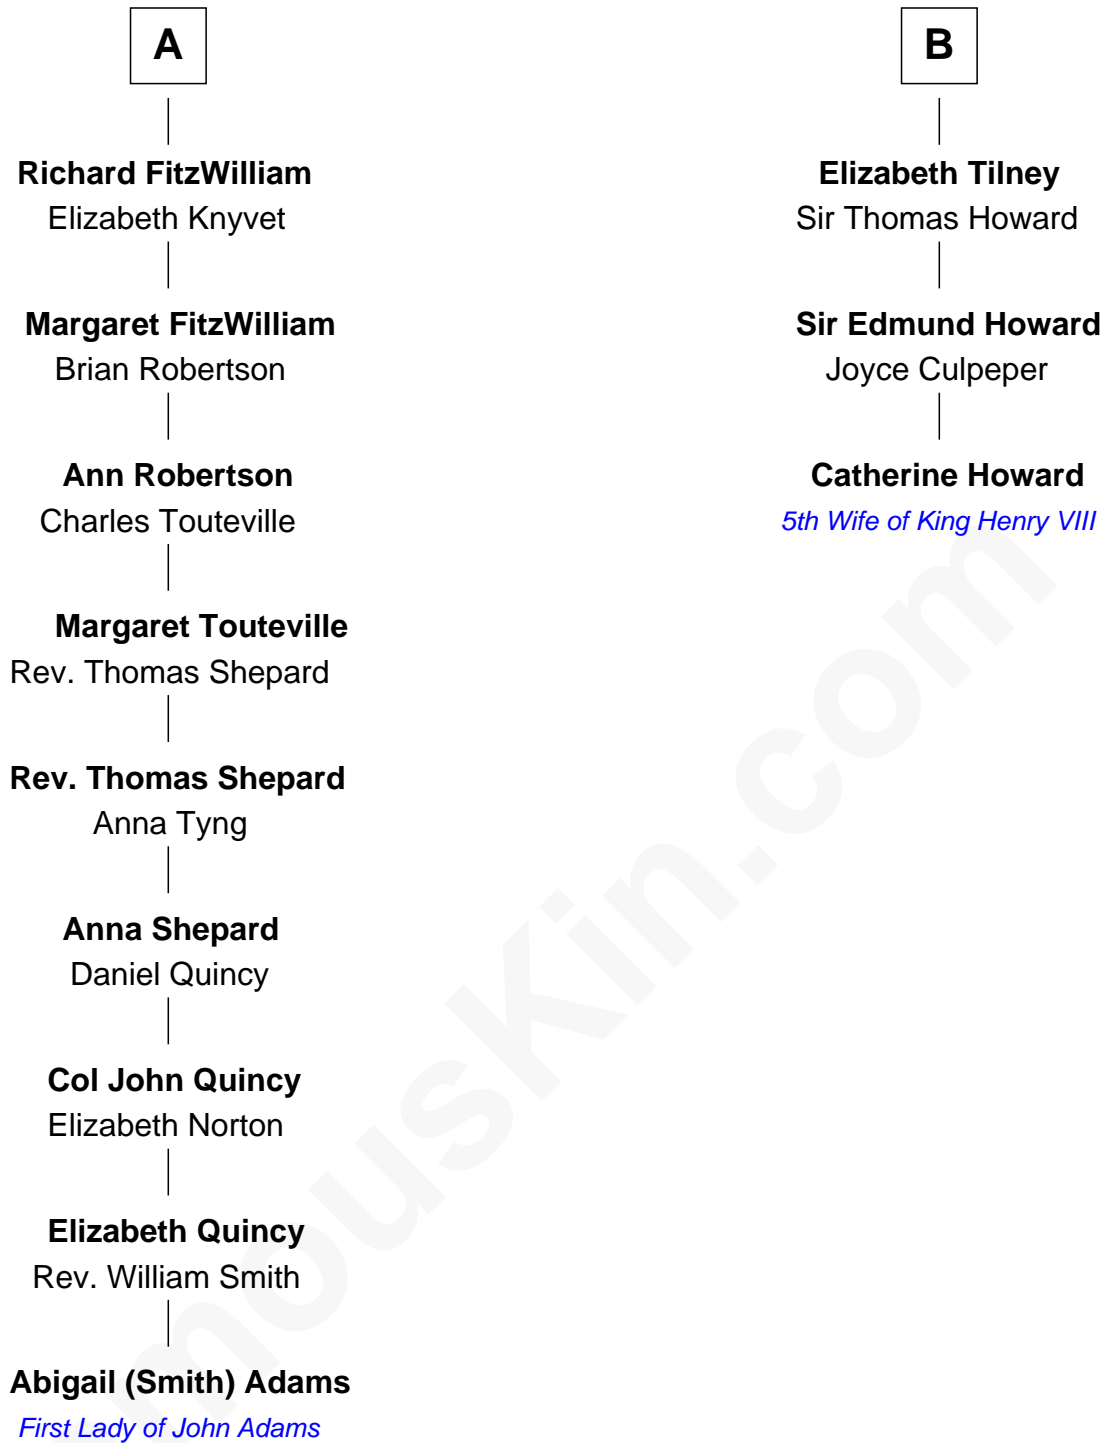 A
Richard FitzWilliam
Elizabeth Knyvet
Margaret FitzWilliam
Brian Robertson
Ann Robertson
Charles Touteville
Margaret Touteville
Rev. Thomas Shepard
Rev. Thomas Shepard
Anna Tyng
Anna Shepard
Daniel Quincy
Col John Quincy
Elizabeth Norton
Elizabeth Quincy
Rev. William Smith
Abigail (Smith) Adams
First Lady of John Adams
B
Elizabeth Tilney
Sir Thomas Howard
Sir Edmund Howard
Joyce Culpeper
Catherine Howard
5th Wife of King Henry VIII
mouskin.com